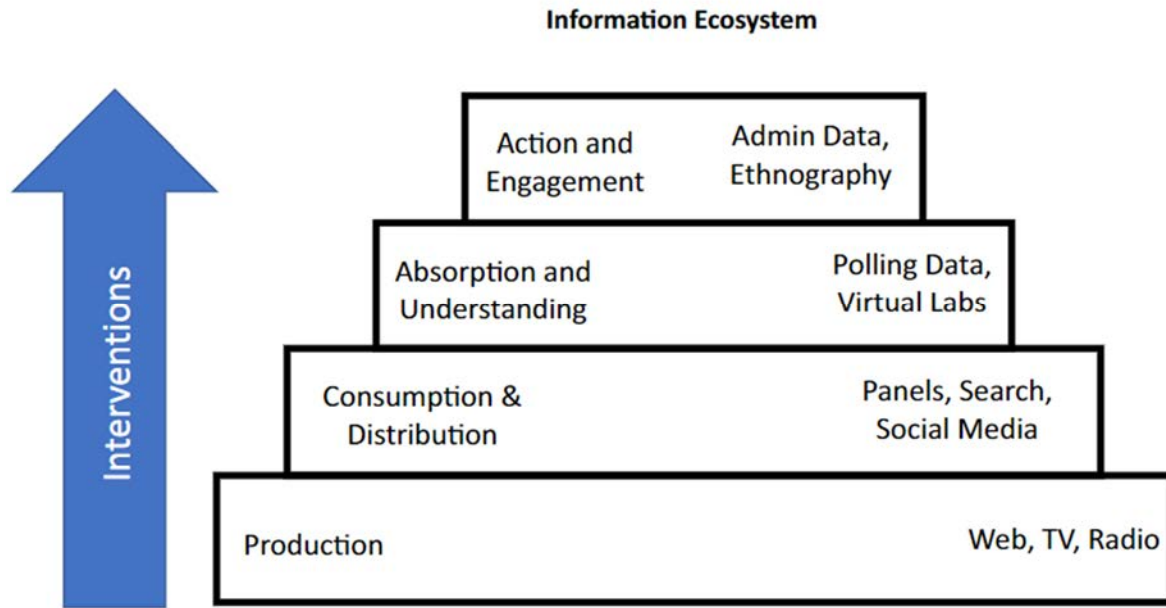 Information Ecosystem
Interventions
Action and
Engagement
Admin Data,
Ethnography
Absorption and
Understanding
Polling Data,
Virtual Labs
Consumption &
Distribution
Panels, Search,
Social Media
Production
Web, TV, Radio